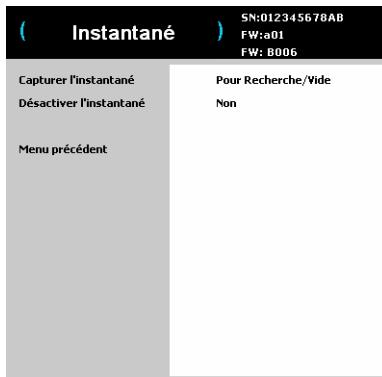 ( Instantané )
SN:012345678AB
FW:a01
FW: B006
Capturer l'instantané Pour Recherche/Vide
Désactiver l'instantané Non
Menu précédent